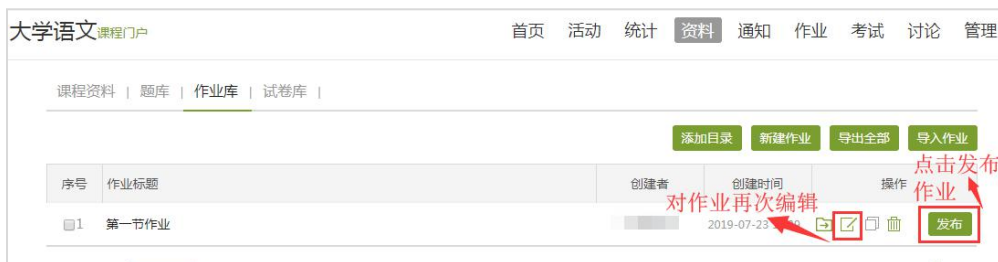 大学语文课程门户 首页 活动 统计 资料 通知 作业 考试 讨论 管理
课程资料 | 题库 | 作业库 | 试卷库 |
添加目录 新建作业 导出全部 导入作业
点击发布
作业
序号 作业标题 创建者 创建时间 操作
对作业再次编辑
1 第一节作业 2019-07-23 发布